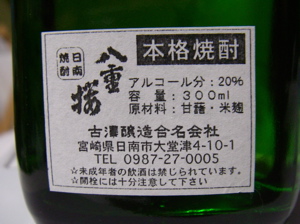 本格焼酎
日南焼酎
八重桜
アルコール分:20%
容量:300ml
原材料:甘藷・米麹
古澤醸造合名会社
宮崎県日南市大堂津4-10-1
TEL 0987-27-0005
☆未成年者の飲酒は禁じられています。
☆開栓には十分注意して下さい